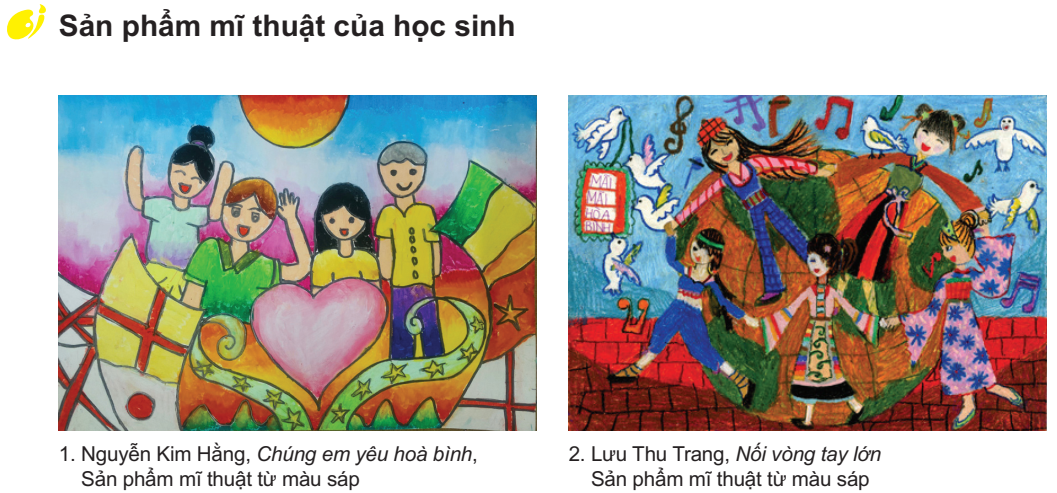 Sản phẩm mĩ thuật của học sinh
MÃI
MÃI
HÒA
BÌNH
1. Nguyễn Kim Hằng, Chúng em yêu hoà bình,
Sản phẩm mĩ thuật từ màu sáp
2. Lưu Thu Trang, Nối vòng tay lớn
Sản phẩm mĩ thuật từ màu sáp